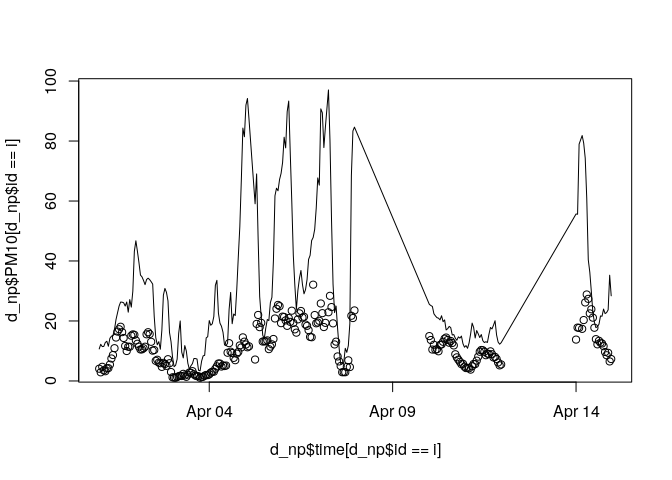 d_np$PM10[d_np$id == i]
100
80
60
40
20
0
Apr 04
Apr 09
Apr 14
d_np$time[d_np$id == i]